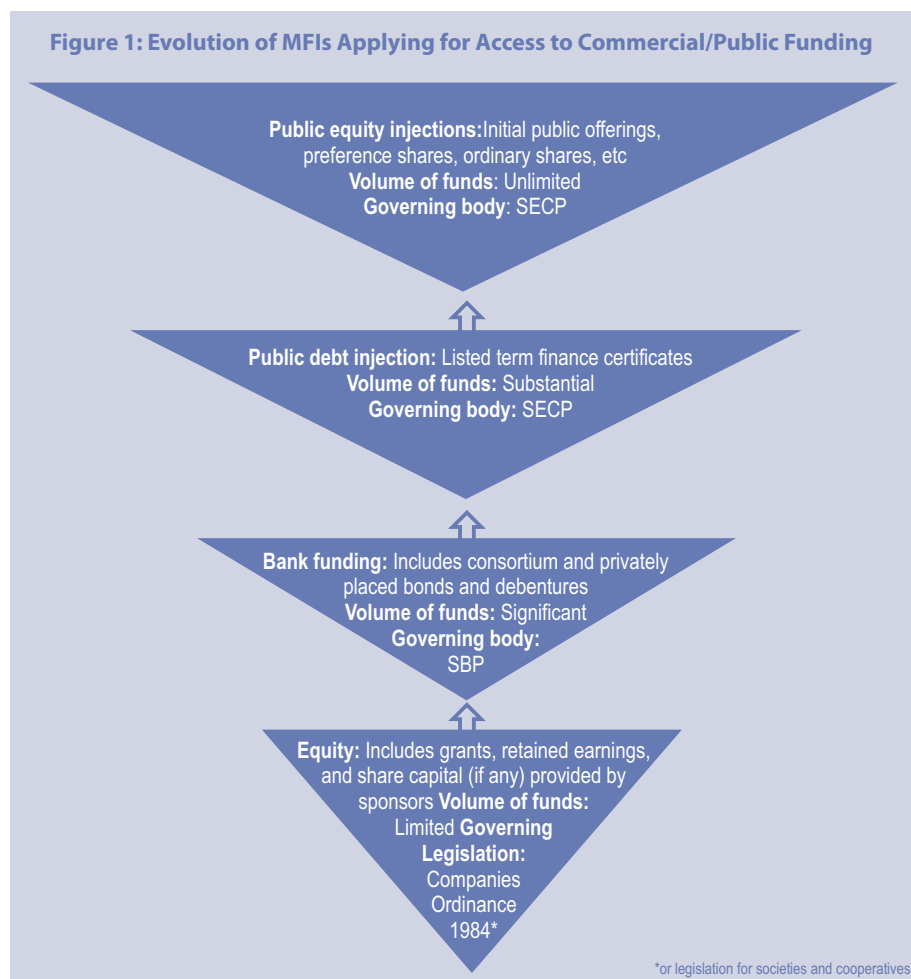 Figure 1: Evolution of MFIs Applying for Access to Commercial/Public Funding
Public equity injections:Initial public offerings,
preference shares, ordinary shares, etc
Volume of funds: Unlimited
Governing body: SECP
Public debt injection: Listed term finance certificates
Volume of funds: Substantial
Governing body: SECP
Bank funding: Includes consortium and privately
placed bonds and debentures
Volume of funds: Significant
Governing body:
SBP
Equity: Includes grants, retained earnings,
and share capital (if any) provided by
sponsors Volume of funds:
Limited Governing
Legislation:
Companies
Ordinance
1984*
*or legislation for societies and cooperatives